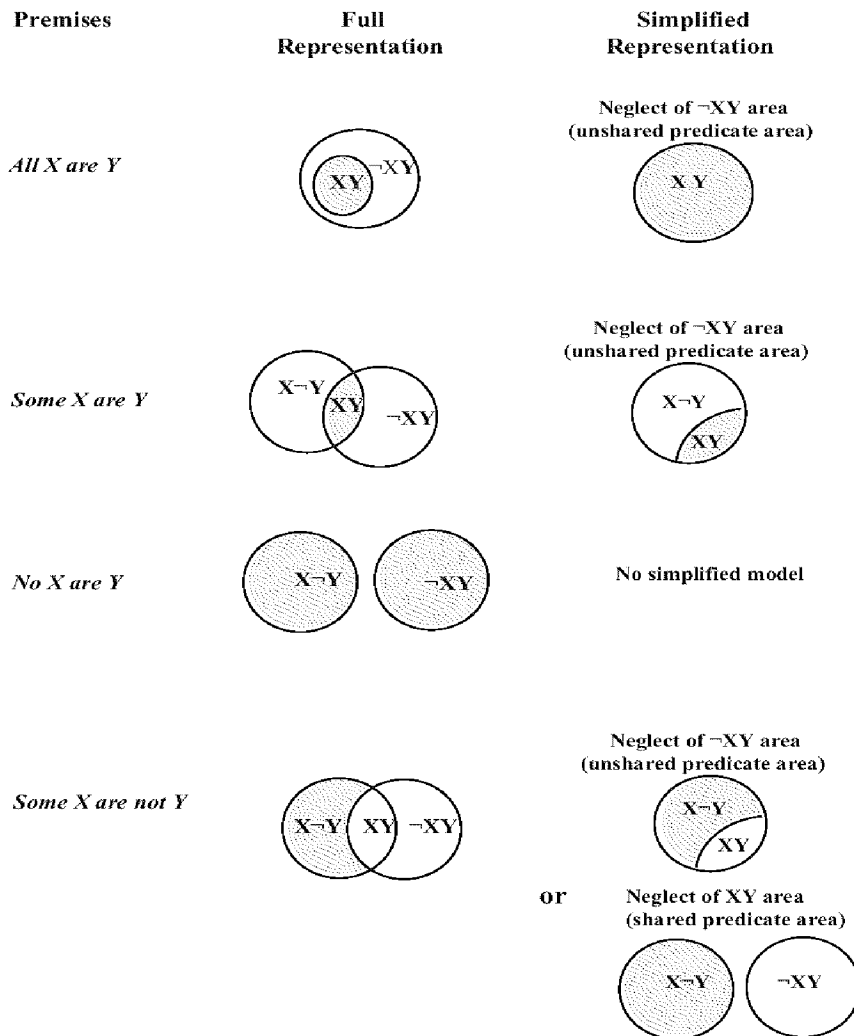 Premises
Full
Representation
Simplified
Representation
All X are Y
XY
¬XY
Neglect of ¬XY area
(unshared predicate area)
X Y
Some X are Y
X¬Y
XY
¬XY
Neglect of ¬XY area
(unshared predicate area)
X¬Y
XY
No X are Y
X¬Y
¬XY
No simplified model
Some X are not Y
X¬Y
XY
¬XY
Neglect of ¬XY area
(unshared predicate area)
X¬Y
XY
or
Neglect of XY area
(shared predicate area)
X¬Y
¬XY